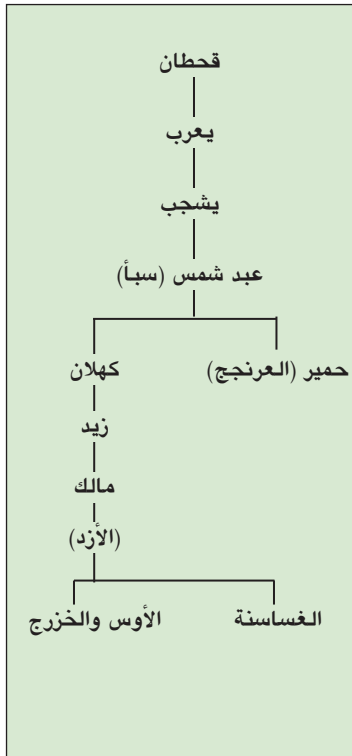 قحطان
يعرب
يشجب
عبد شمس (سبأ)
حمير (العرنجج) كهلان
زيد
مالك
(الأزد)
الغساسنة الأوس والخزرج